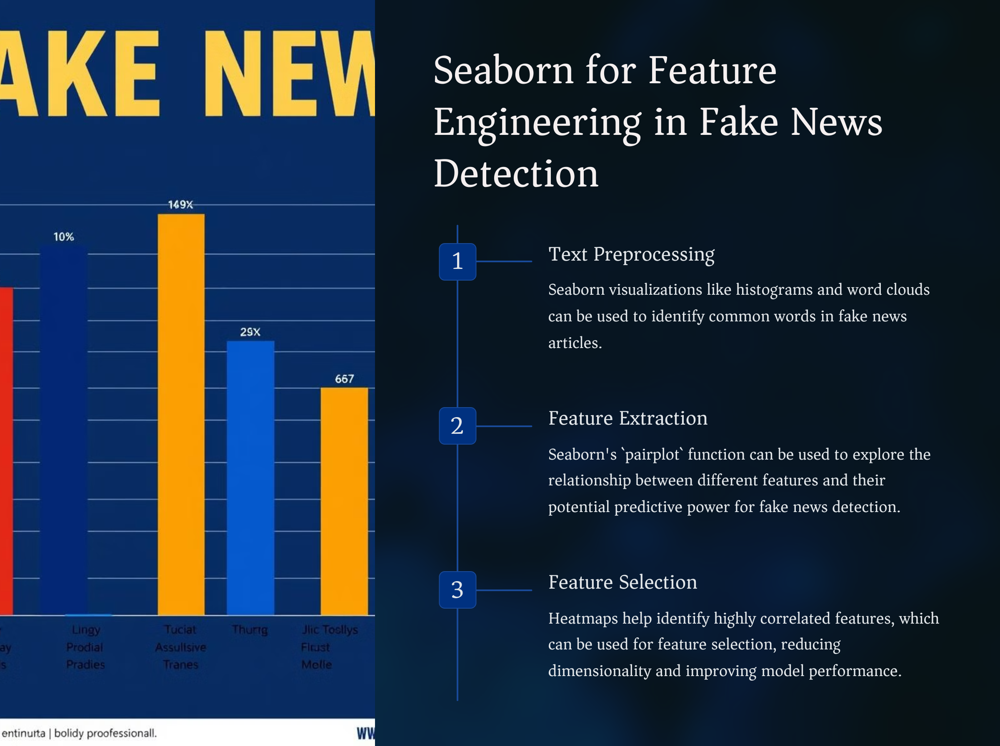 AKE NEW
149X
10%
29X
667
Lingy
Prodial
Pradies
Tuciat
Assullsive
Tranes
Thurrg
Jlic Tosllys
Flrust
Molle
ay
s
entinurta | bolidy proofessionall.
WW
Seaborn for Feature
Engineering in Fake News
Detection
1
Text Preprocessing
Seaborn visualizations like histograms and word clouds
can be used to identify common words in fake news
articles.
2
Feature Extraction
Seaborn's `pairplot` function can be used to explore the
relationship between different features and their
potential predictive power for fake news detection.
3
Feature Selection
Heatmaps help identify highly correlated features, which
can be used for feature selection, reducing
dimensionality and improving model performance.